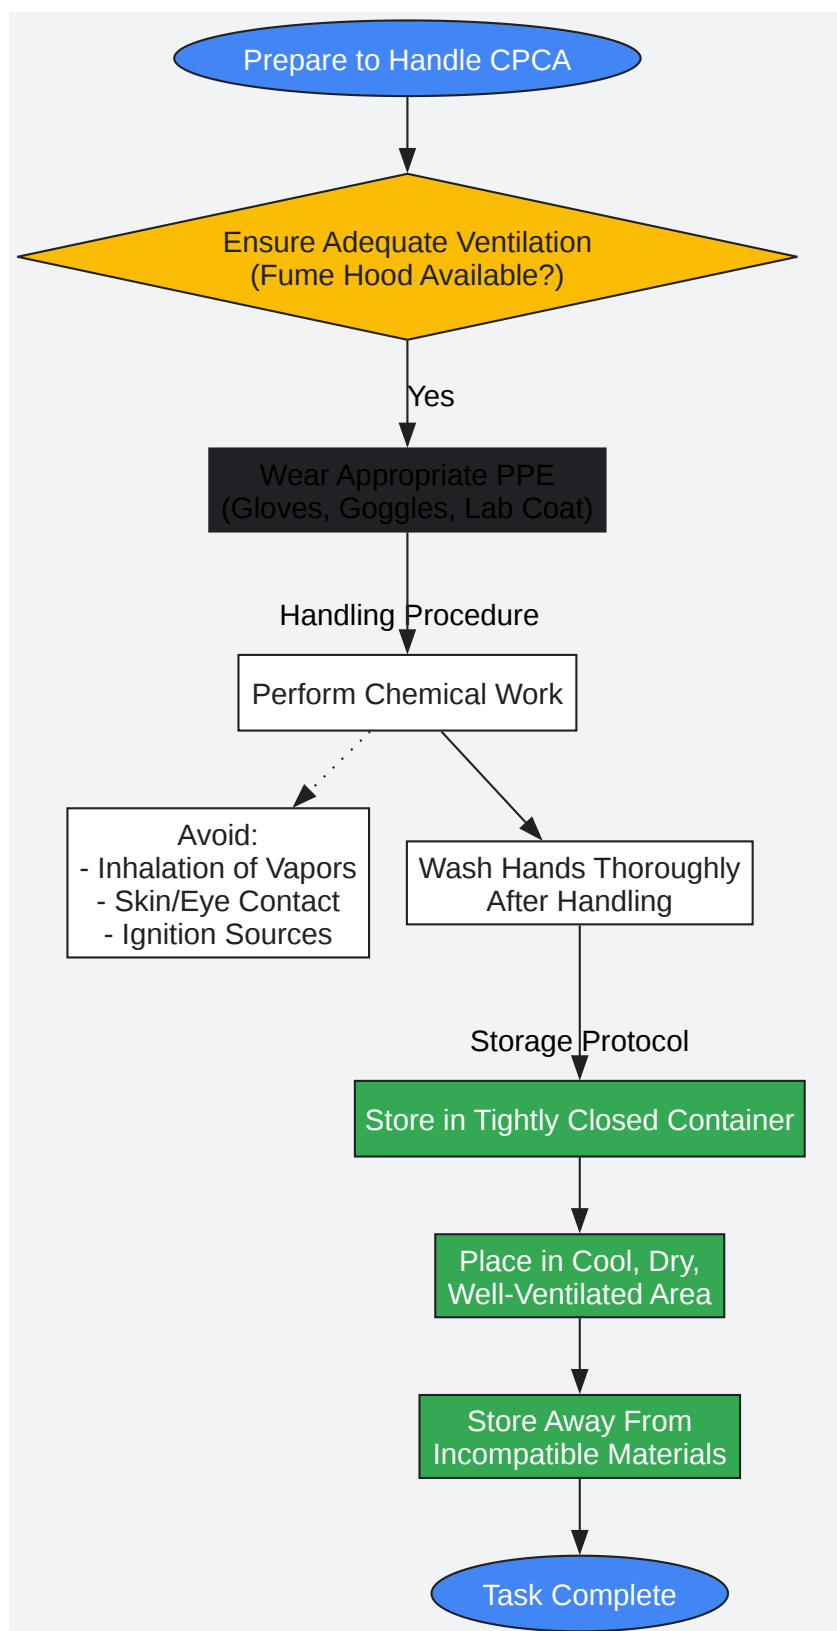 Prepare to Handle CPCA
Ensure Adequate Ventilation
(Fume Hood Available?)
Yes
Wear Appropriate PPE
(Gloves, Goggles, Lab Coat)
Handling Procedure
Perform Chemical Work
Avoid:
- Inhalation of Vapors
- Skin/Eye Contact
- Ignition Sources
Wash Hands Thoroughly
After Handling
Storage Protocol
Store in Tightly Closed Container
Place in Cool, Dry,
Well-Ventilated Area
Store Away From
Incompatible Materials
Task Complete